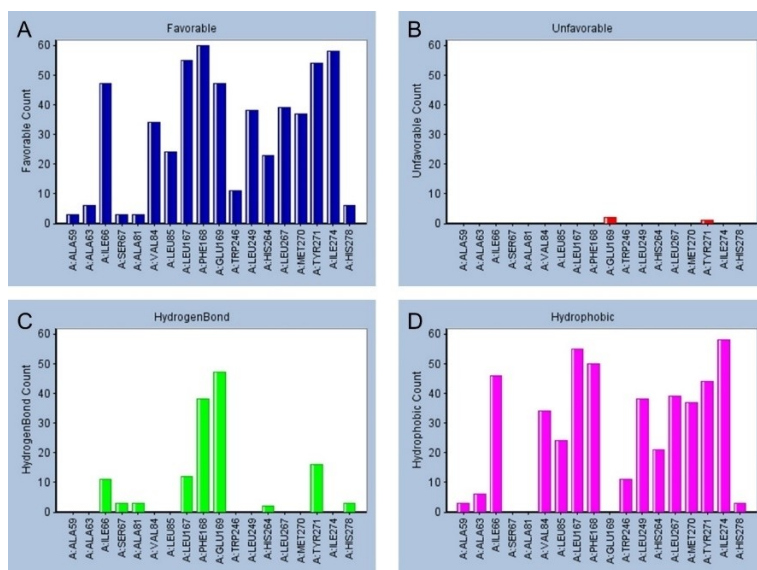 A
Favorable
Favorable Count
60
50
40
30
20
10
0
A:ALA59
A:ALA63
A:ILE66
A:SER67
A:ALA81
A:VAL84
A:LEU85
A:LEU167
A:PHE168
A:GLU169
A:TRP246
A:LEU249
A:HIS264
A:LEU267
A:MET270
A:TYR271
A:ILE274
A:HIS278
B
Unfavorable
Unfavorable Count
60
50
40
30
20
10
0
A:ALA59
A:ALA63
A:ILE66
A:SER67
A:ALA81
A:VAL84
A:LEU85
A:LEU167
A:PHE168
A:GLU169
A:TRP246
A:LEU249
A:HIS264
A:LEU267
A:MET270
A:TYR271
A:ILE274
A:HIS278
C
HydrogenBond
HydrogenBond Count
60
50
40
30
20
10
0
A:ALA59
A:ALA63
A:ILE66
A:SER67
A:ALA81
A:VAL84
A:LEU85
A:LEU167
A:PHE168
A:GLU169
A:TRP246
A:LEU249
A:HIS264
A:LEU267
A:MET270
A:TYR271
A:ILE274
A:HIS278
D
Hydrophobic
Hydrophobic Count
60
50
40
30
20
10
0
A:ALA59
A:ALA63
A:ILE66
A:SER67
A:ALA81
A:VAL84
A:LEU85
A:LEU167
A:PHE168
A:GLU169
A:TRP246
A:LEU249
A:HIS264
A:LEU267
A:MET270
A:TYR271
A:ILE274
A:HIS278